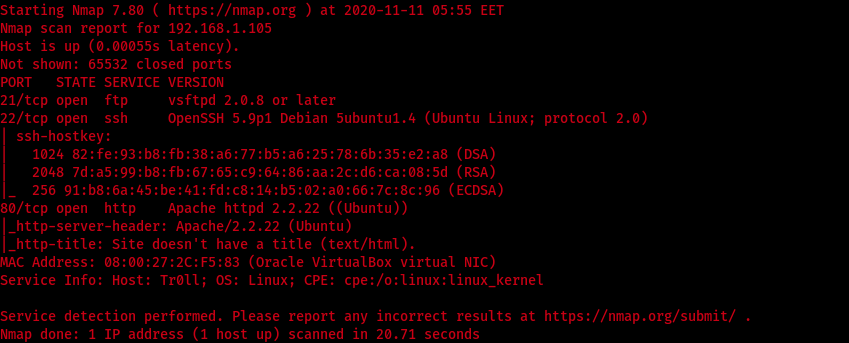 Starting Nmap 7.80 ( https://nmap.org ) at 2020-11-11 05:55 EET
Nmap scan report for 192.168.1.105
Host is up (0.00055s latency).
Not shown: 65532 closed ports
PORT   STATE SERVICE VERSION
21/tcp open  ftp     vsftpd 2.0.8 or later
22/tcp open  ssh     OpenSSH 5.9p1 Debian 5ubuntu1.4 (Ubuntu Linux; protocol 2.0)
| ssh-hostkey:
|   1024 82:fe:93:b8:fb:38:a6:77:b5:a6:25:78:6b:35:e2:a8 (DSA)
|   2048 7d:a5:99:b8:fb:67:65:c9:64:86:aa:2c:d6:ca:08:5d (RSA)
|_  256 91:b8:6a:45:be:41:fd:c8:14:b5:02:a0:66:7c:8c:96 (ECDSA)
80/tcp open  http    Apache httpd 2.2.22 ((Ubuntu))
|_http-server-header: Apache/2.2.22 (Ubuntu)
|_http-title: Site doesn't have a title (text/html).
MAC Address: 08:00:27:2C:F5:83 (Oracle VirtualBox virtual NIC)
Service Info: Host: Tr0ll; OS: Linux; CPE: cpe:/o:linux:linux_kernel

Service detection performed. Please report any incorrect results at https://nmap.org/submit/ .
Nmap done: 1 IP address (1 host up) scanned in 20.71 seconds